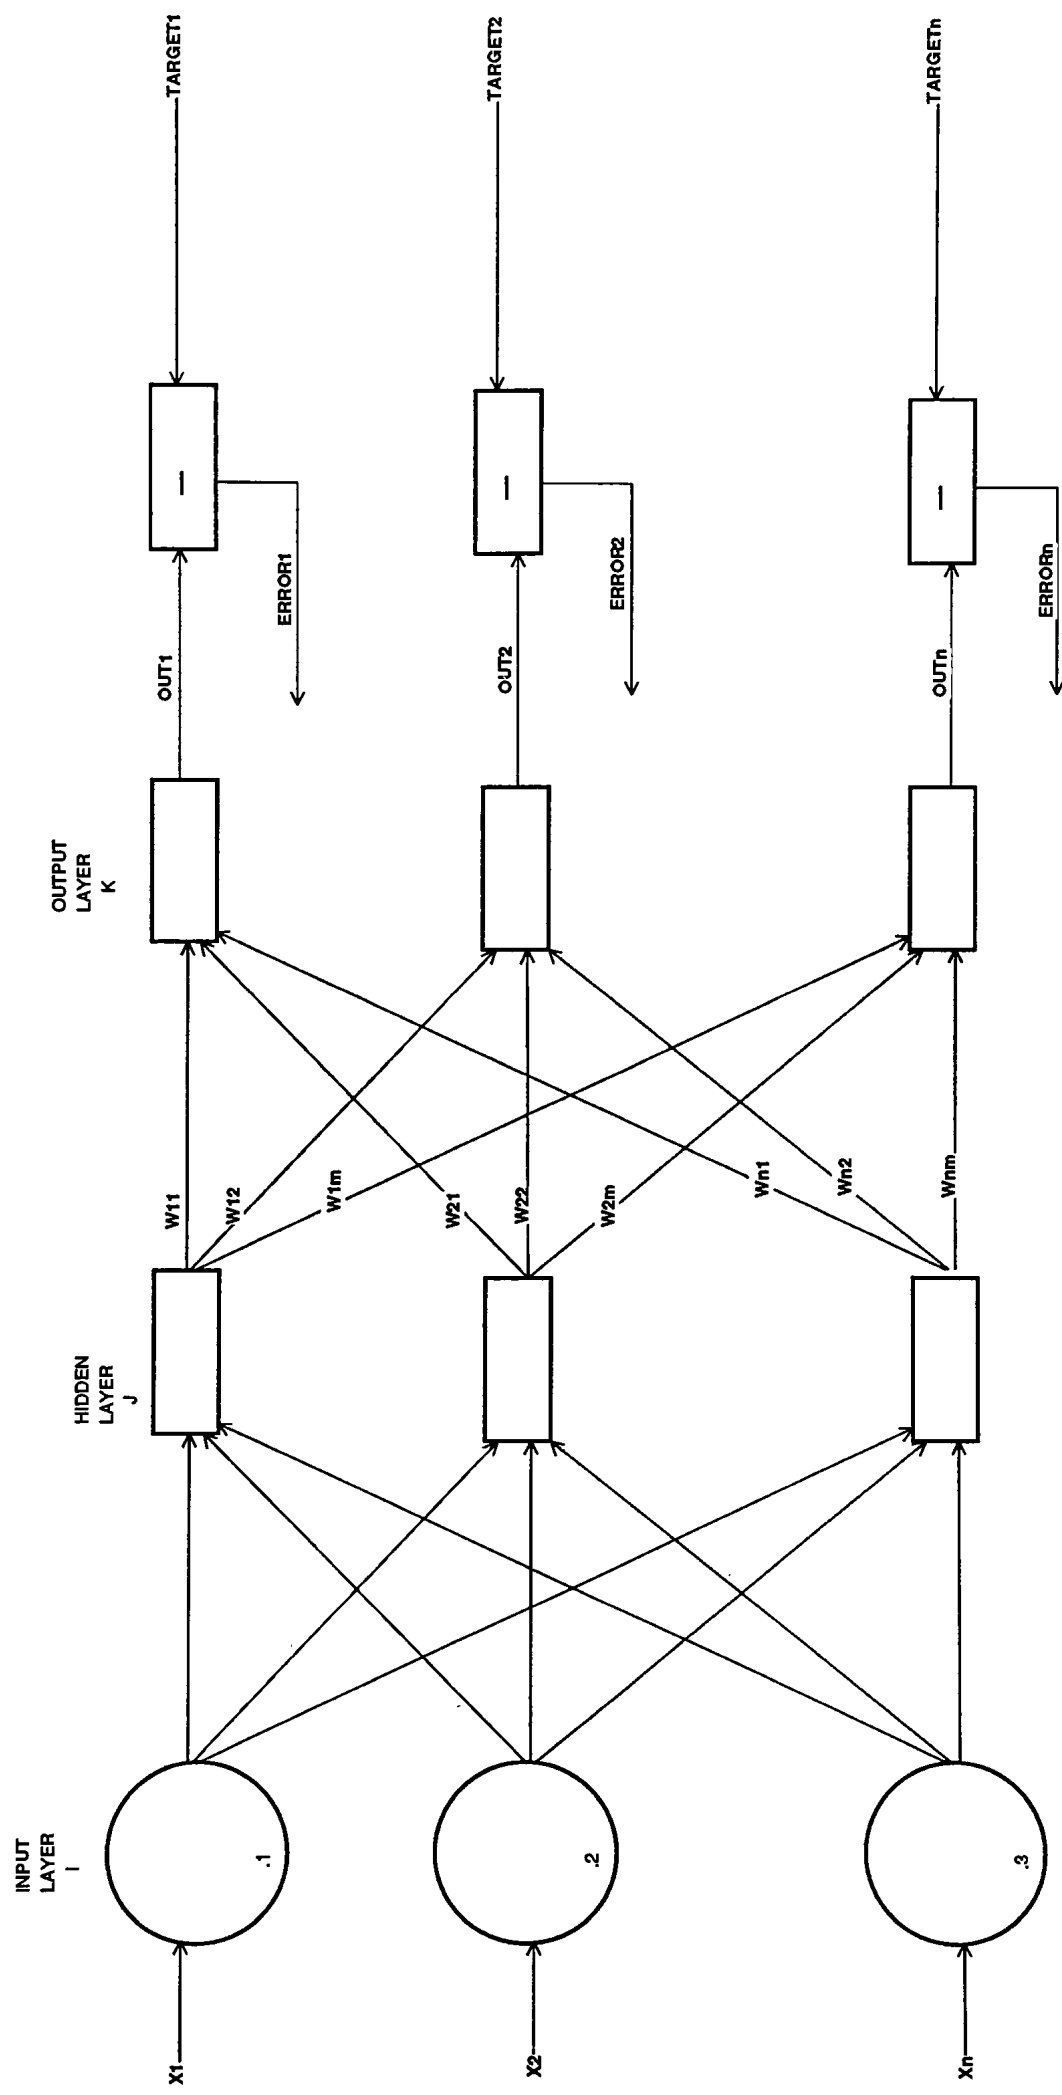 INPUT
LAYER
I
HIDDEN
LAYER
J
OUTPUT
LAYER
K
X1
.1
W11
W12
W1m
OUT1
—
ERROR1
TARGET1
X2
.2
W21
W22
W2m
OUT2
—
ERROR2
TARGET2
Xn
.3
Wn1
Wn2
Wnm
OUTn
—
ERRORn
TARGETn